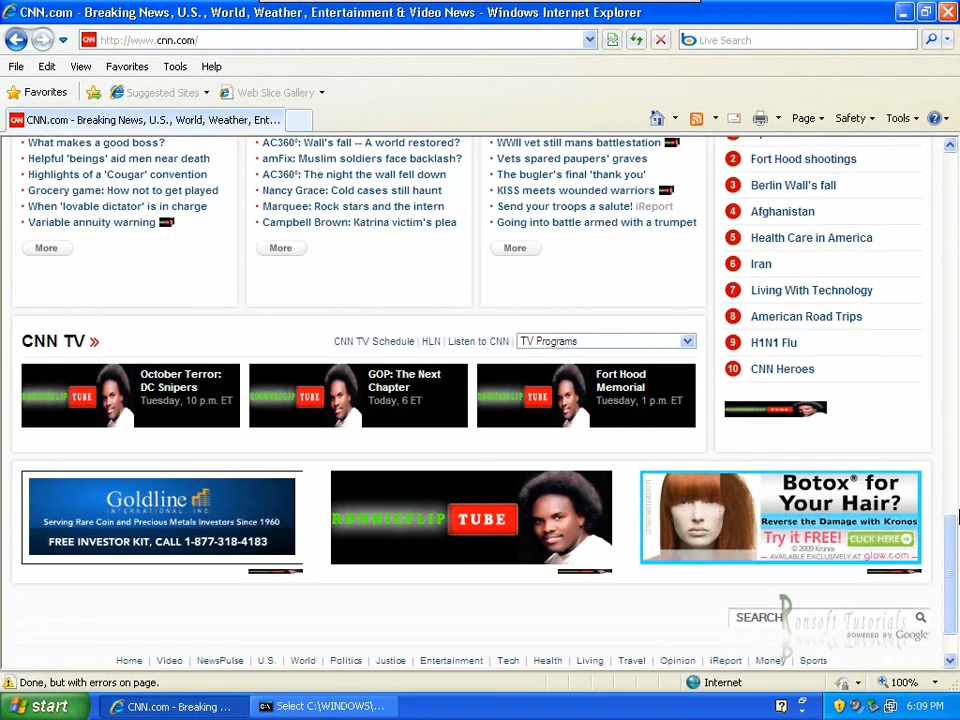 CNN.com - Breaking News, U.S., World, Weather, Entertainment & Video News - Windows Internet Explorer
http://www.cnn.com/
Live Search
File Edit View Favorites Tools Help
Favorites Suggested Sites Web Slice Gallery
CNN.com - Breaking News, U.S., World, Weather, Ent... Page Safety Tools
What makes a good boss?
Helpful 'beings' aid men near death
Highlights of a 'Cougar' convention
Grocery game: How not to get played
When 'lovable dictator' is in charge
Variable annuity warning
More
AC360º: Wall's fall -- A world restored?
amFix: Muslim soldiers face backlash?
AC360º: The night the wall fell down
Nancy Grace: Cold cases still haunt
Marquee: Rock stars and the intern
Campbell Brown: Katrina victim's plea
More
WWII vet still mans battlestation
Vets spared paupers' graves
The bugler's final 'thank you'
KISS meets wounded warriors
Send your troops a salute! iReport
Going into battle armed with a trumpet
More
2 Fort Hood shootings
3 Berlin Wall's fall
4 Afghanistan
5 Health Care in America
6 Iran
7 Living With Technology
8 American Road Trips
9 H1N1 Flu
10 CNN Heroes
CNN TV »
CNN TV Schedule | HLN | Listen to CNN | TV Programs
TUBE
October Terror:
DC Snipers
Tuesday, 10 p.m. ET
TUBE
GOP: The Next
Chapter
Today, 6 ET
TUBE
Fort Hood
Memorial
Tuesday, 1 p.m. ET
Goldline
INTERNATIONAL, INC.
Serving Rare Coin and Precious Metals Investors Since 1960
FREE INVESTOR KIT, CALL 1-877-318-4183
RONNIEFLIP TUBE
dramatization
Botox® for
Your Hair?
Reverse the Damage with Kronos
Try it FREE! CLICK HERE
© 2009 Kronos
AVAILABLE EXCLUSIVELY AT glow.com
SEARCH
Ronsoft Tutorials
POWERED BY Google
Home | Video | NewsPulse | U.S. | World | Politics | Justice | Entertainment | Tech | Health | Living | Travel | Opinion | iReport | Money | Sports
Done, but with errors on page. Internet 100%
start CNN.com - Breaking ... Select C:\WINDOWS\... 6:09 PM